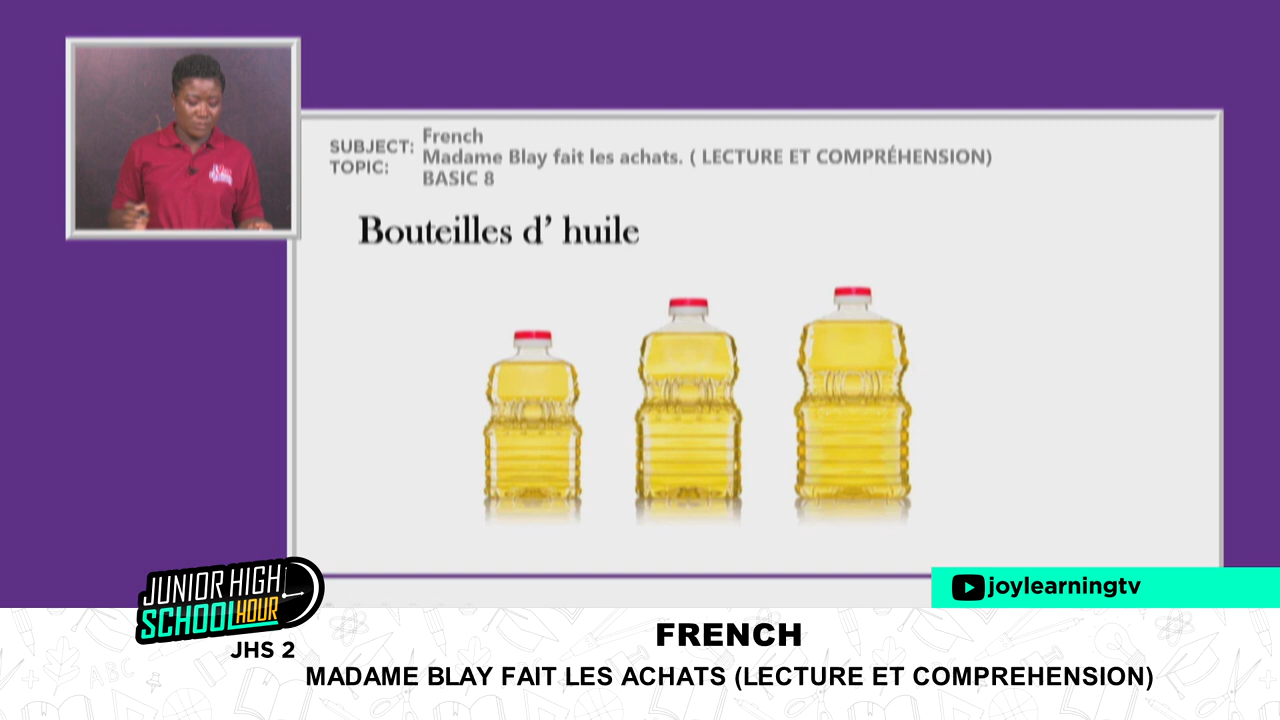 SUBJECT: French
TOPIC: Madame Blay fait les achats. ( LECTURE ET COMPRÉHENSION)
BASIC 8
Bouteilles d’ huile
JUNIOR HIGH
SCHOOL HOUR
JHS 2
joylearningtv
FRENCH
MADAME BLAY FAIT LES ACHATS (LECTURE ET COMPREHENSION)
ABC